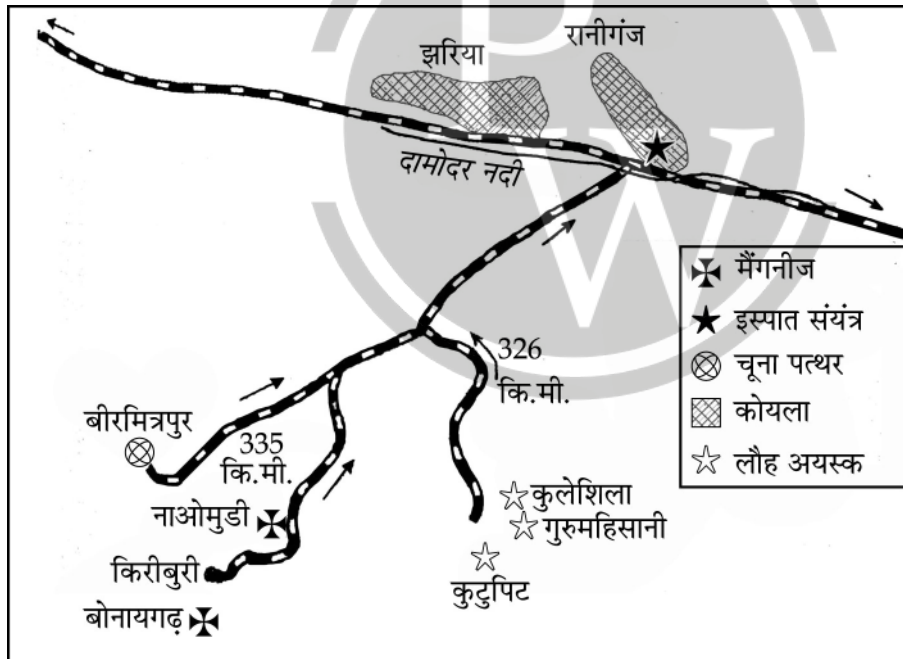 रानीगंज
झरिया
दामोदर नदी
मैंगनीज
इस्पात संयंत्र
चूना पत्थर
कोयला
लौह अयस्क
326
कि.मी.
बीरमित्रपुर
335
कि.मी.
नाओमुडी
कुलेशिला
गुरुमहिसानी
किरीबुरी
कुटुपिट
बोनायगढ़
P
W